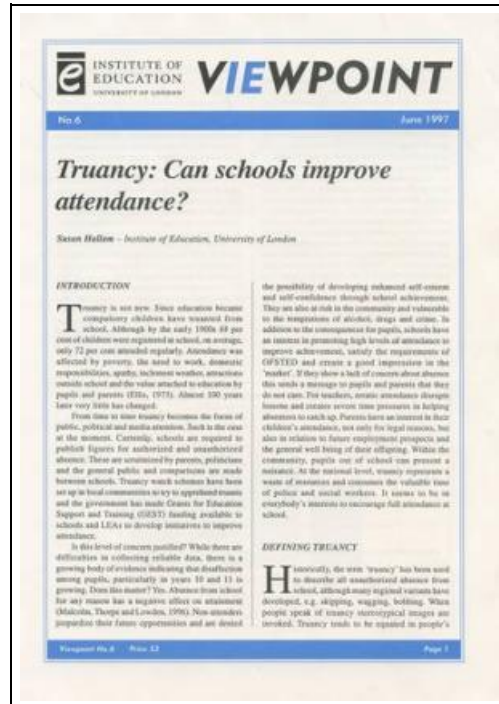 INSTITUTE OF
EDUCATION
UNIVERSITY OF LONDON
VIEWPOINT
No.6
June 1997
Truancy: Can schools improve
attendance?
Susan Hallam – Institute of Education, University of London
INTRODUCTION
Truancy is not new. Since education became
compulsory children have truanted from
school. Although by the early 1900s 89 per
cent of children were registered at school, on average,
only 72 per cent attended regularly. Attendance was
affected by poverty, the need to work, domestic
responsibilities, apathy, inclement weather, attractions
outside school and the value attached to education by
pupils and parents (Ellis, 1973). Almost 100 years
later very little has changed.
From time to time truancy becomes the focus of
public, political and media attention. Such is the case
at the moment. Currently, schools are required to
publish figures for authorized and unauthorized
absence. These are scrutinized by parents, politicians
and the general public and comparisons are made
between schools. Truancy watch schemes have been
set up in local communities to try to apprehend truants
and the government has made Grants for Education
Support and Training (GEST) funding available to
schools and LEAs to develop initiatives to improve
attendance.
Is this level of concern justified? While there are
difficulties in collecting reliable data, there is a
growing body of evidence indicating that disaffection
among pupils, particularly in years 10 and 11 is
growing. Does this matter? Yes. Absence from school
for any reason has a negative effect on attainment
(Malcolm, Thorpe and Lowden, 1996). Non-attenders
jeopardize their future opportunities and are denied
the possibility of developing enhanced self-esteem
and self-confidence through school achievement.
They are also at risk in the community and vulnerable
to the temptations of alcohol, drugs and crime. In
addition to the consequences for pupils, schools have
an interest in promoting high levels of attendance to
improve achievement, satisfy the requirements of
OFSTED and create a good impression in the
'market'. If they show a lack of concern about absence
this sends a message to pupils and parents that they
do not care. For teachers, erratic attendance disrupts
lessons and creates severe time pressures in helping
absentees to catch up. Parents have an interest in their
children's attendance, not only for legal reasons, but
also in relation to future employment prospects and
the general well being of their offspring. Within the
community, pupils out of school can present a
nuisance. At the national level, truancy represents a
waste of resources and consumes the valuable time
of police and social workers. It seems to be in
everybody's interests to encourage full attendance at
school.
DEFINING TRUANCY
Historically, the term 'truancy' has been used
to describe all unauthorized absence from
school, although many regional variants have
developed, e.g. skipping, wagging, bobbing. When
people speak of truancy stereotypical images are
invoked. Truancy tends to be equated in people's
Viewpoint No.6
Price £2
Page 1